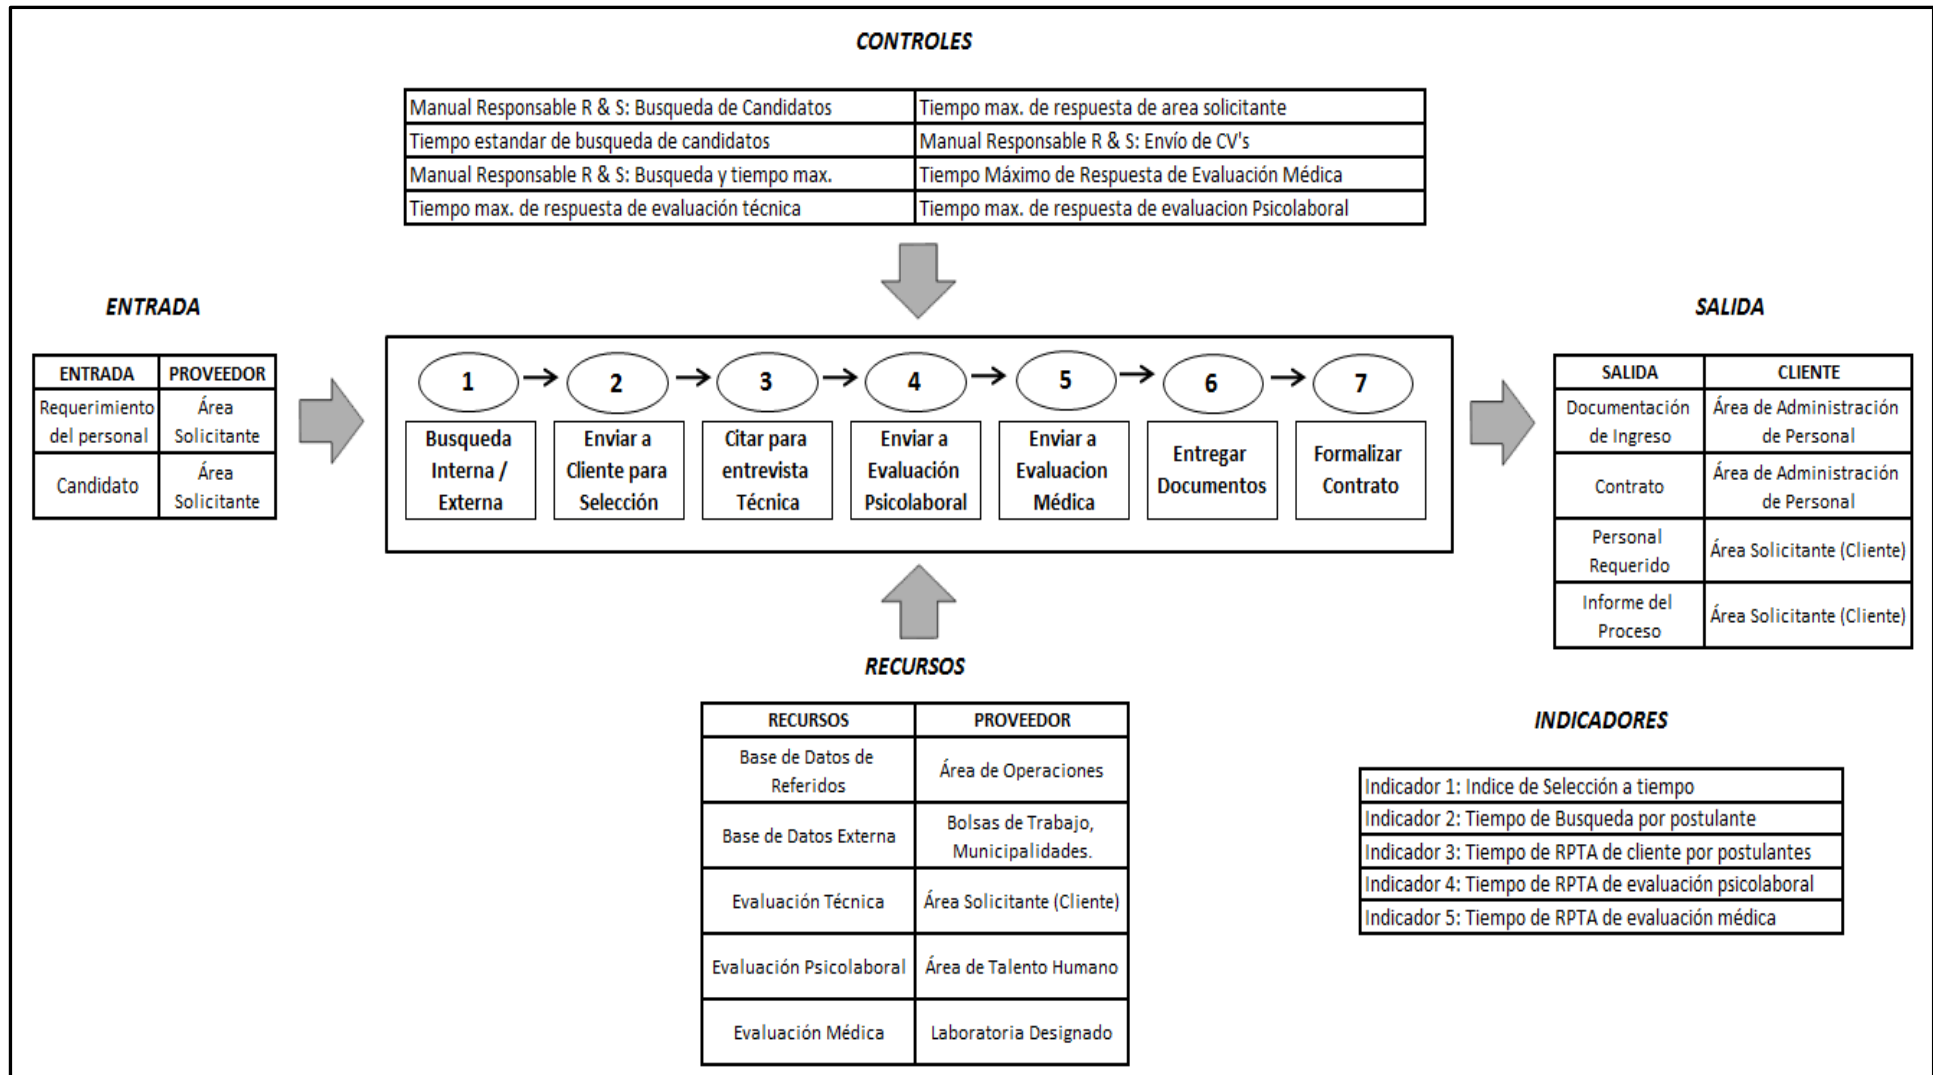 CONTROLES
Manual Responsable R & S: Busqueda de Candidatos
Tiempo max. de respuesta de area solicitante
Tiempo estandar de busqueda de candidatos
Manual Responsable R & S: Envío de CV's
Manual Responsable R & S: Busqueda y tiempo max.
Tiempo Máximo de Respuesta de Evaluación Médica
Tiempo max. de respuesta de evaluación técnica
Tiempo max. de respuesta de evaluacion Psicolaboral
ENTRADA
ENTRADA
PROVEEDOR
Requerimiento
del personal
Área
Solicitante
Candidato
Área
Solicitante
1
2
3
4
5
6
7
Busqueda
Interna /
Externa
Enviar a
Cliente para
Selección
Citar para
entrevista
Técnica
Enviar a
Evaluación
Psicolaboral
Enviar a
Evaluacion
Médica
Entregar
Documentos
Formalizar
Contrato
SALIDA
SALIDA
CLIENTE
Documentación
de Ingreso
Área de Administración
de Personal
Contrato
Área de Administración
de Personal
Personal
Requerido
Área Solicitante (Cliente)
Informe del
Proceso
Área Solicitante (Cliente)
RECURSOS
RECURSOS
PROVEEDOR
Base de Datos de
Referidos
Área de Operaciones
Base de Datos Externa
Bolsas de Trabajo,
Municipalidades.
Evaluación Técnica
Área Solicitante (Cliente)
Evaluación Psicolaboral
Área de Talento Humano
Evaluación Médica
Laboratoria Designado
INDICADORES
Indicador 1: Indice de Selección a tiempo
Indicador 2: Tiempo de Busqueda por postulante
Indicador 3: Tiempo de RPTA de cliente por postulantes
Indicador 4: Tiempo de RPTA de evaluación psicolaboral
Indicador 5: Tiempo de RPTA de evaluación médica